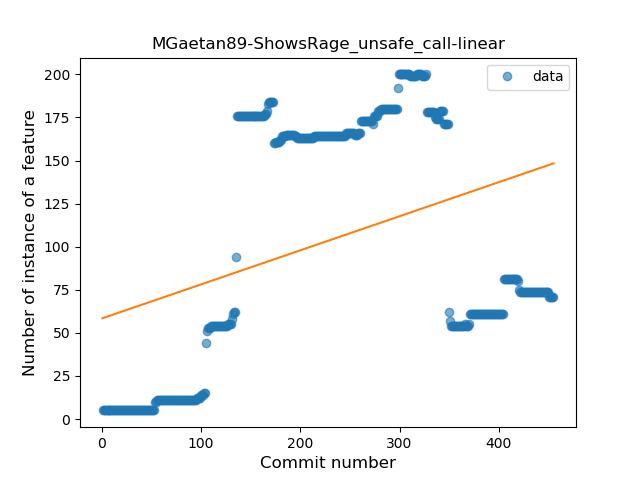 MGaetan89-ShowsRage_unsafe_call-linear
data
Number of instance of a feature
200
175
150
125
100
75
50
25
0
0 100 200 300 400
Commit number